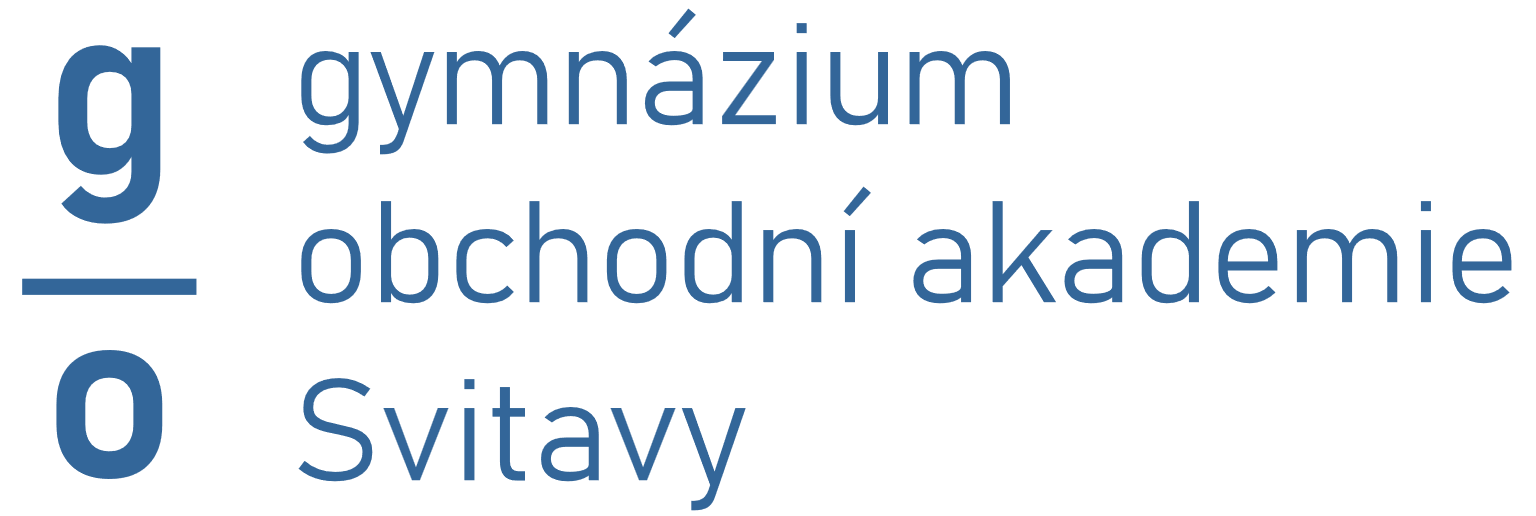 g
o
gymnázium
obchodní akademie
Svitavy